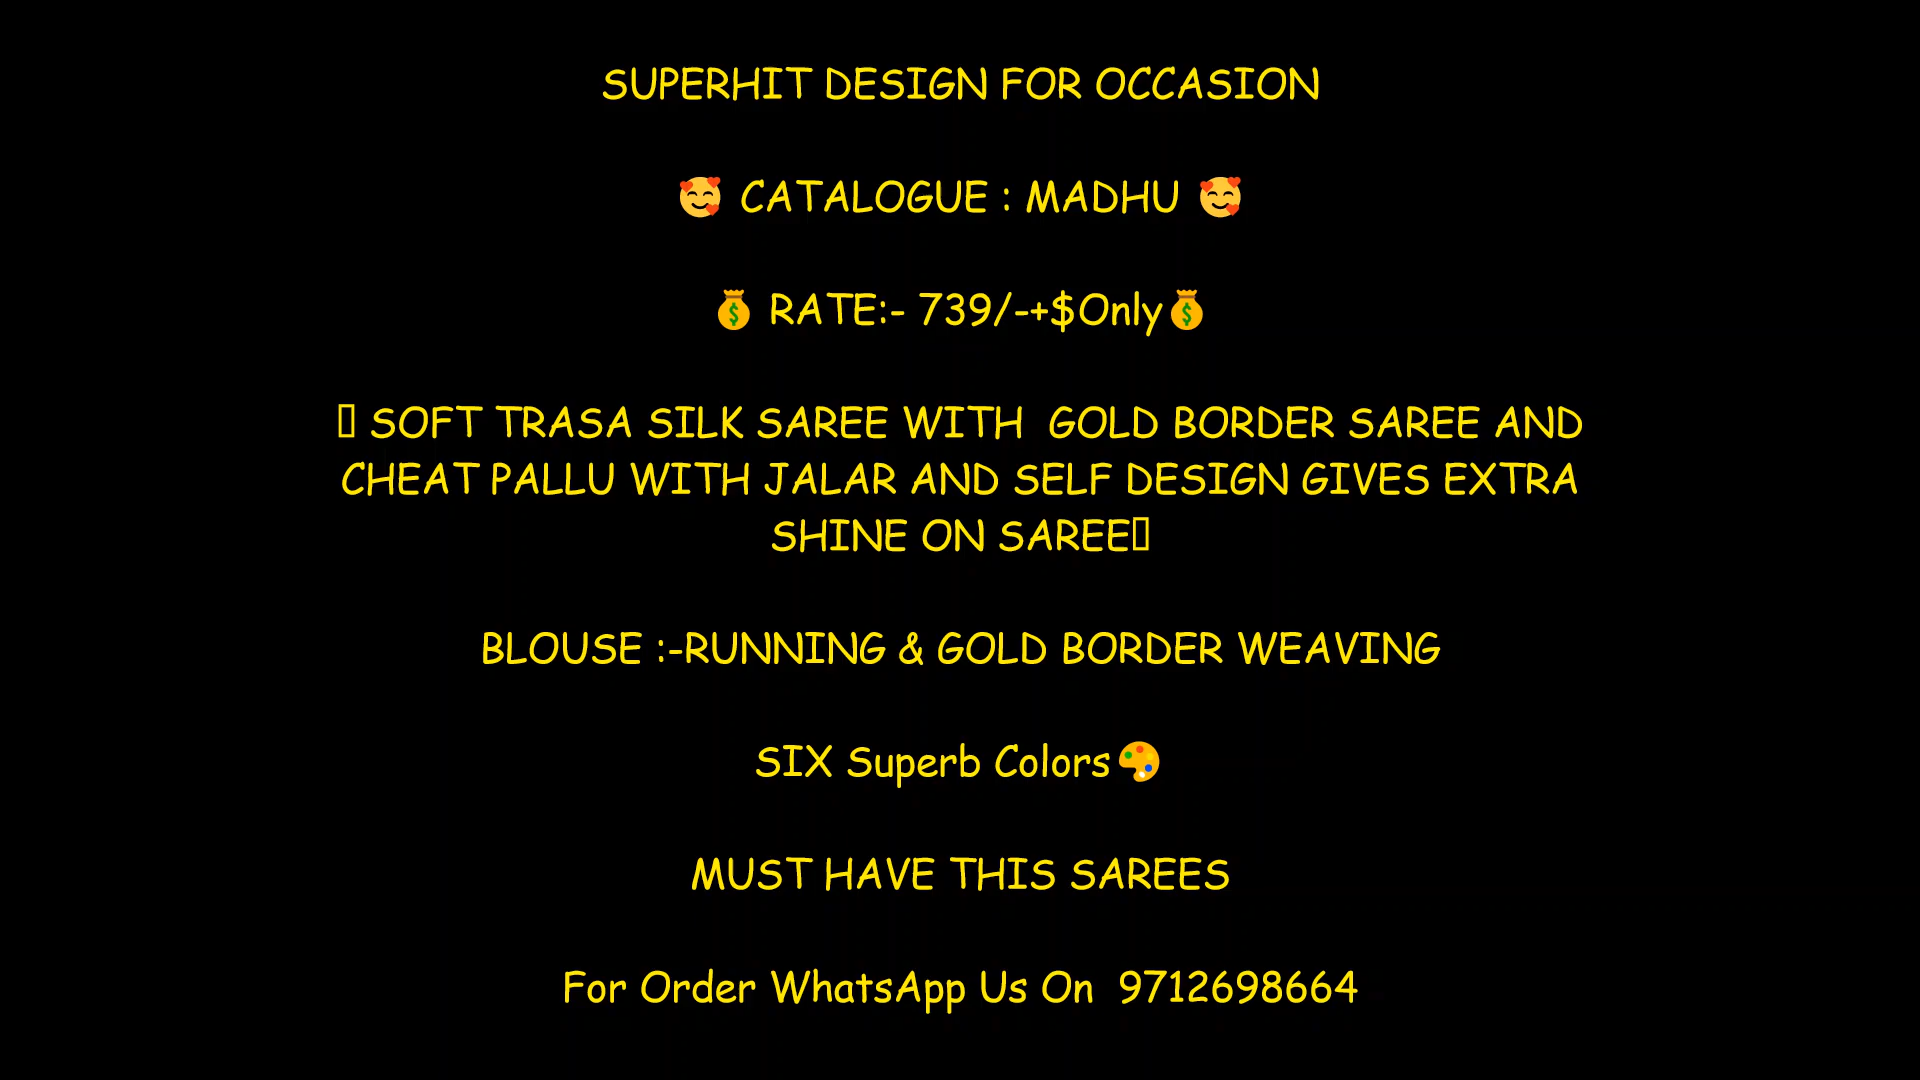 SUPERHIT DESIGN FOR OCCASION
🥰 CATALOGUE : MADHU 🥰
💰 RATE:- 739/-+$Only💰
▯ SOFT TRASA SILK SAREE WITH  GOLD BORDER SAREE AND
CHEAT PALLU WITH JALAR AND SELF DESIGN GIVES EXTRA
SHINE ON SAREE▯
BLOUSE :-RUNNING & GOLD BORDER WEAVING
SIX Superb Colors🎨
MUST HAVE THIS SAREES
For Order WhatsApp Us On  9712698664